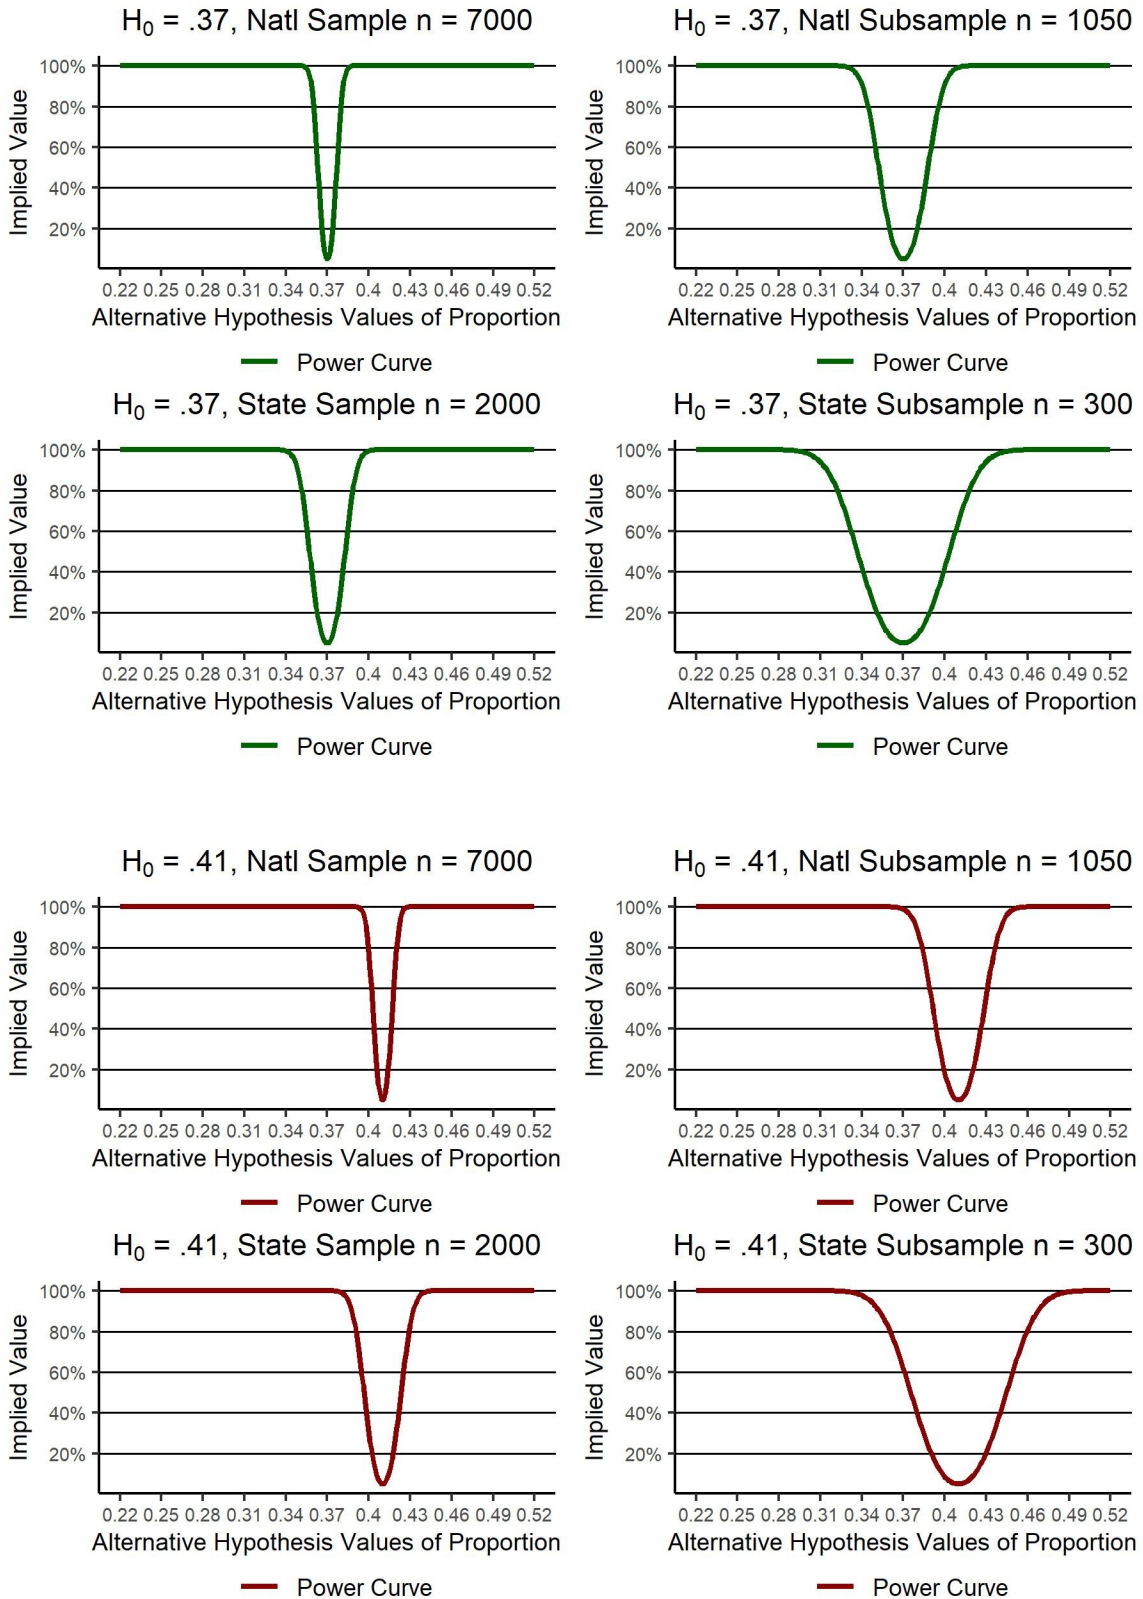 H₀ = .37, Natl Sample n = 7000
100%
80%
60%
40%
20%
Implied Value
0.22 0.25 0.28 0.31 0.34 0.37 0.4 0.43 0.46 0.49 0.52
Alternative Hypothesis Values of Proportion
Power Curve
H₀ = .37, Natl Subsample n = 1050
100%
80%
60%
40%
20%
Implied Value
0.22 0.25 0.28 0.31 0.34 0.37 0.4 0.43 0.46 0.49 0.52
Alternative Hypothesis Values of Proportion
Power Curve
H₀ = .37, State Sample n = 2000
100%
80%
60%
40%
20%
Implied Value
0.22 0.25 0.28 0.31 0.34 0.37 0.4 0.43 0.46 0.49 0.52
Alternative Hypothesis Values of Proportion
Power Curve
H₀ = .37, State Subsample n = 300
100%
80%
60%
40%
20%
Implied Value
0.22 0.25 0.28 0.31 0.34 0.37 0.4 0.43 0.46 0.49 0.52
Alternative Hypothesis Values of Proportion
Power Curve
H₀ = .41, Natl Sample n = 7000
100%
80%
60%
40%
20%
Implied Value
0.22 0.25 0.28 0.31 0.34 0.37 0.4 0.43 0.46 0.49 0.52
Alternative Hypothesis Values of Proportion
Power Curve
H₀ = .41, Natl Subsample n = 1050
100%
80%
60%
40%
20%
Implied Value
0.22 0.25 0.28 0.31 0.34 0.37 0.4 0.43 0.46 0.49 0.52
Alternative Hypothesis Values of Proportion
Power Curve
H₀ = .41, State Sample n = 2000
100%
80%
60%
40%
20%
Implied Value
0.22 0.25 0.28 0.31 0.34 0.37 0.4 0.43 0.46 0.49 0.52
Alternative Hypothesis Values of Proportion
Power Curve
H₀ = .41, State Subsample n = 300
100%
80%
60%
40%
20%
Implied Value
0.22 0.25 0.28 0.31 0.34 0.37 0.4 0.43 0.46 0.49 0.52
Alternative Hypothesis Values of Proportion
Power Curve